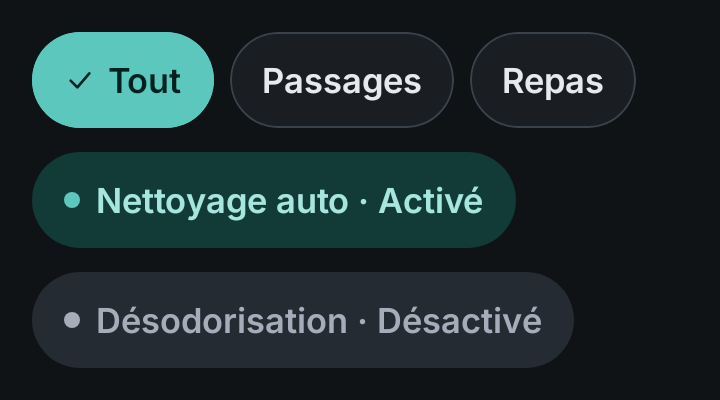 Tout Passages Repas
Nettoyage auto · Activé
Désodorisation · Désactivé